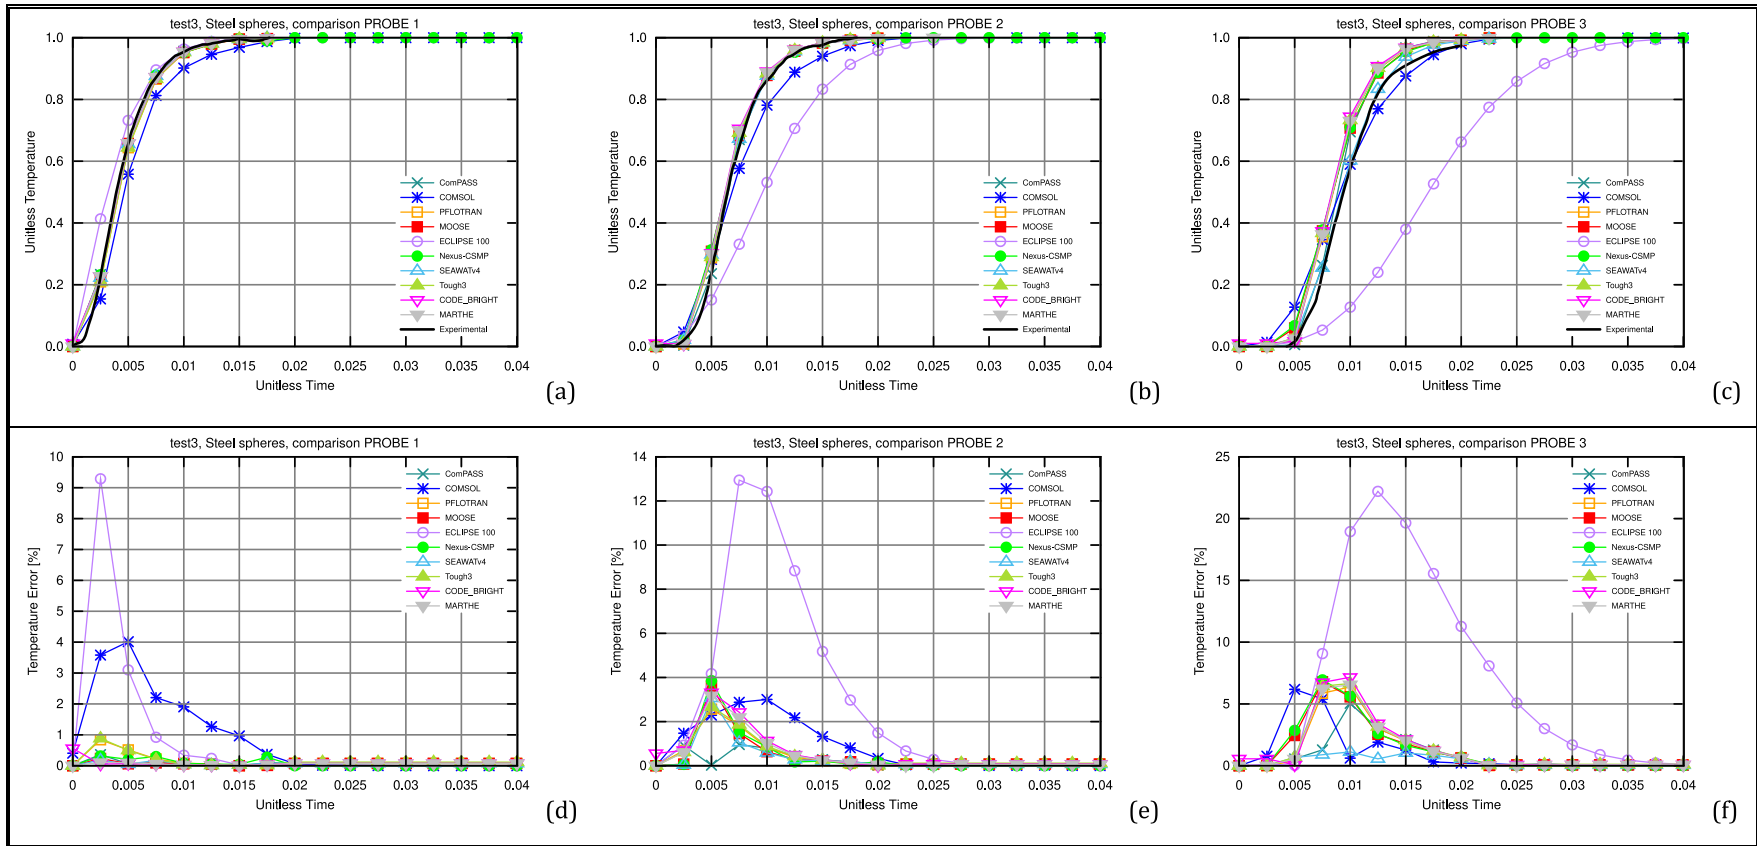 test3, Steel spheres, comparison PROBE 1
Unitless Temperature
1.0
0.8
0.6
0.4
0.2
0.0
ComPASS
COMSOL
PFLOTRAN
MOOSE
ECLIPSE 100
Nexus-CSMP
SEAWATv4
Tough3
CODE_BRIGHT
MARTHE
Experimental
0 0.005 0.01 0.015 0.02 0.025 0.03 0.035 0.04
Unitless Time
(a)
test3, Steel spheres, comparison PROBE 2
Unitless Temperature
1.0
0.8
0.6
0.4
0.2
0.0
ComPASS
COMSOL
PFLOTRAN
MOOSE
ECLIPSE 100
Nexus-CSMP
SEAWATv4
Tough3
CODE_BRIGHT
MARTHE
Experimental
0 0.005 0.01 0.015 0.02 0.025 0.03 0.035 0.04
Unitless Time
(b)
test3, Steel spheres, comparison PROBE 3
Unitless Temperature
1.0
0.8
0.6
0.4
0.2
0.0
ComPASS
COMSOL
PFLOTRAN
MOOSE
ECLIPSE 100
Nexus-CSMP
SEAWATv4
Tough3
CODE_BRIGHT
MARTHE
Experimental
0 0.005 0.01 0.015 0.02 0.025 0.03 0.035 0.04
Unitless Time
(c)
test3, Steel spheres, comparison PROBE 1
Temperature Error [%]
10
9
8
7
6
5
4
3
2
1
0
ComPASS
COMSOL
PFLOTRAN
MOOSE
ECLIPSE 100
Nexus-CSMP
SEAWATv4
Tough3
CODE_BRIGHT
MARTHE
0 0.005 0.01 0.015 0.02 0.025 0.03 0.035 0.04
Unitless Time
(d)
test3, Steel spheres, comparison PROBE 2
Temperature Error [%]
14
12
10
8
6
4
2
0
ComPASS
COMSOL
PFLOTRAN
MOOSE
ECLIPSE 100
Nexus-CSMP
SEAWATv4
Tough3
CODE_BRIGHT
MARTHE
0 0.005 0.01 0.015 0.02 0.025 0.03 0.035 0.04
Unitless Time
(e)
test3, Steel spheres, comparison PROBE 3
Temperature Error [%]
25
20
15
10
5
0
ComPASS
COMSOL
PFLOTRAN
MOOSE
ECLIPSE 100
Nexus-CSMP
SEAWATv4
Tough3
CODE_BRIGHT
MARTHE
0 0.005 0.01 0.015 0.02 0.025 0.03 0.035 0.04
Unitless Time
(f)